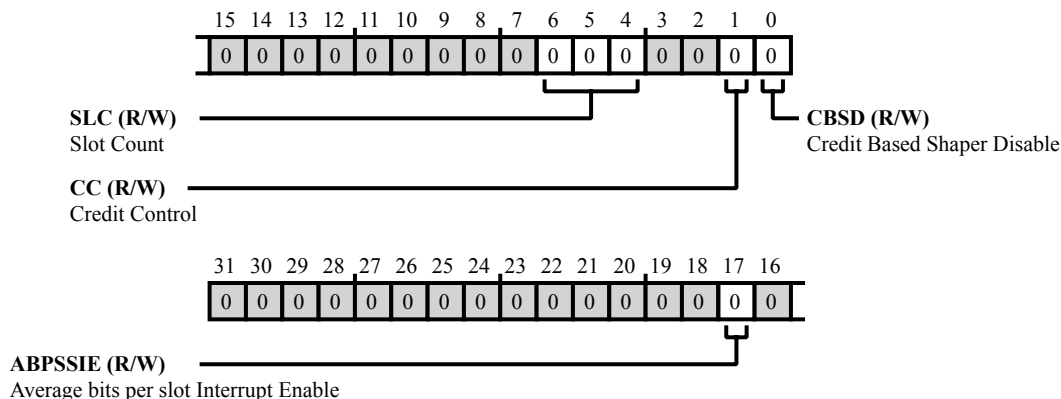 15 14 13 12 11 10 9 8 7 6 5 4 3 2 1 0
0 0 0 0 0 0 0 0 0 0 0 0 0 0 0 0
SLC (R/W)
Slot Count
CBSD (R/W)
Credit Based Shaper Disable
CC (R/W)
Credit Control
31 30 29 28 27 26 25 24 23 22 21 20 19 18 17 16
0 0 0 0 0 0 0 0 0 0 0 0 0 0 0 0
ABPSSIE (R/W)
Average bits per slot Interrupt Enable